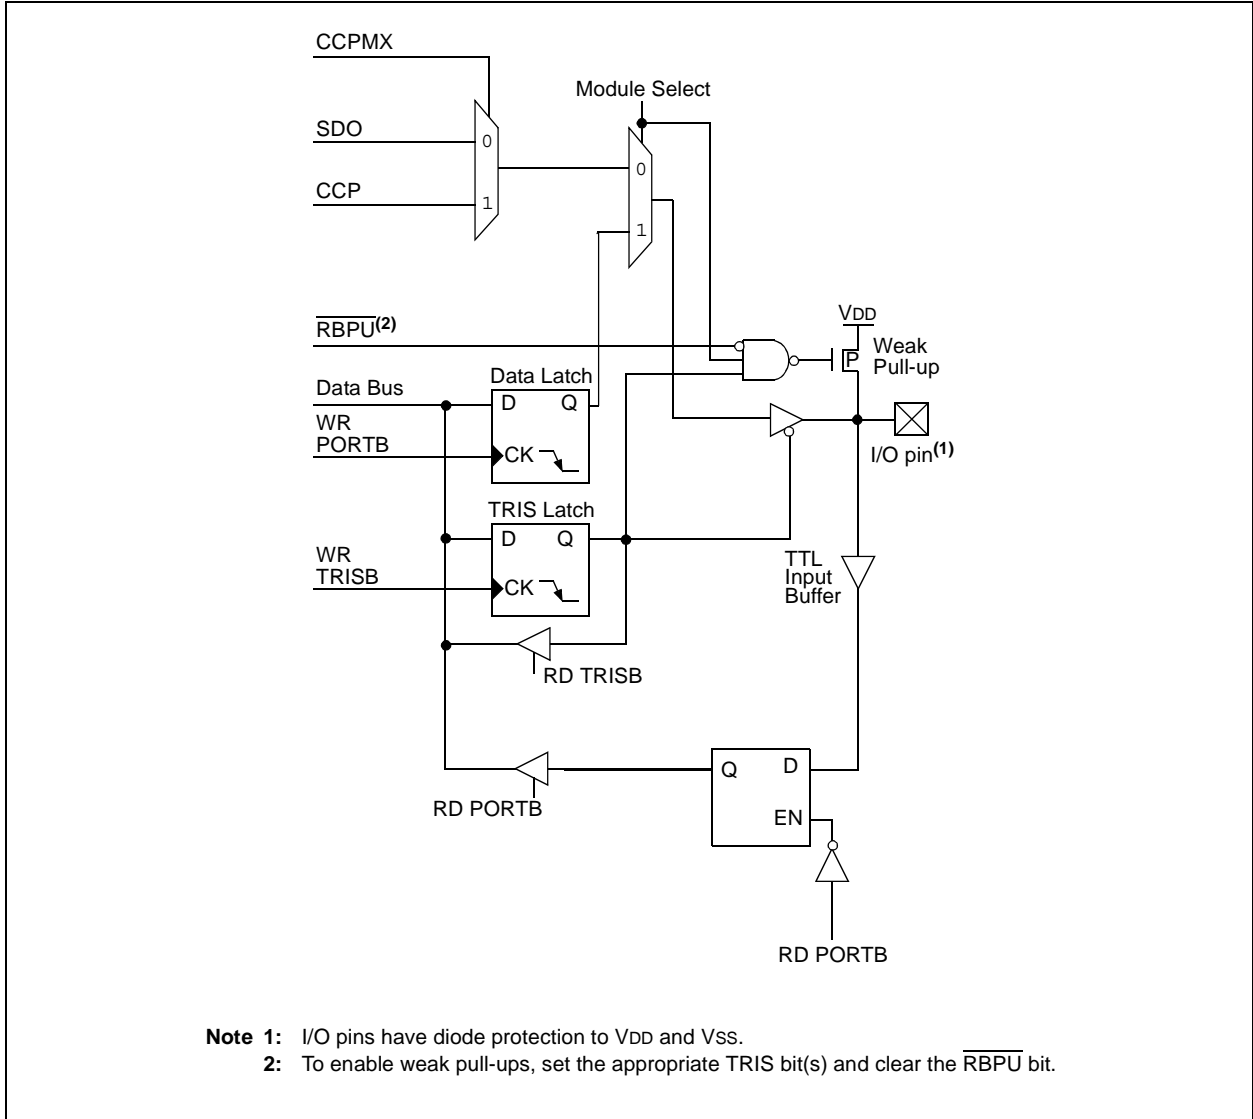 CCPMX
Module Select
SDO
0
0
CCP
1
1
VDD
RBPU(2)
P
Weak
Pull-up
Data Bus
Data Latch
D Q
WR
PORTB
CK
I/O pin(1)
TRIS Latch
D Q
WR
TRISB
CK
TTL
Input
Buffer
RD TRISB
Q D
RD PORTB
EN
RD PORTB
Note 1: I/O pins have diode protection to VDD and VSS.
2: To enable weak pull-ups, set the appropriate TRIS bit(s) and clear the RBPU bit.